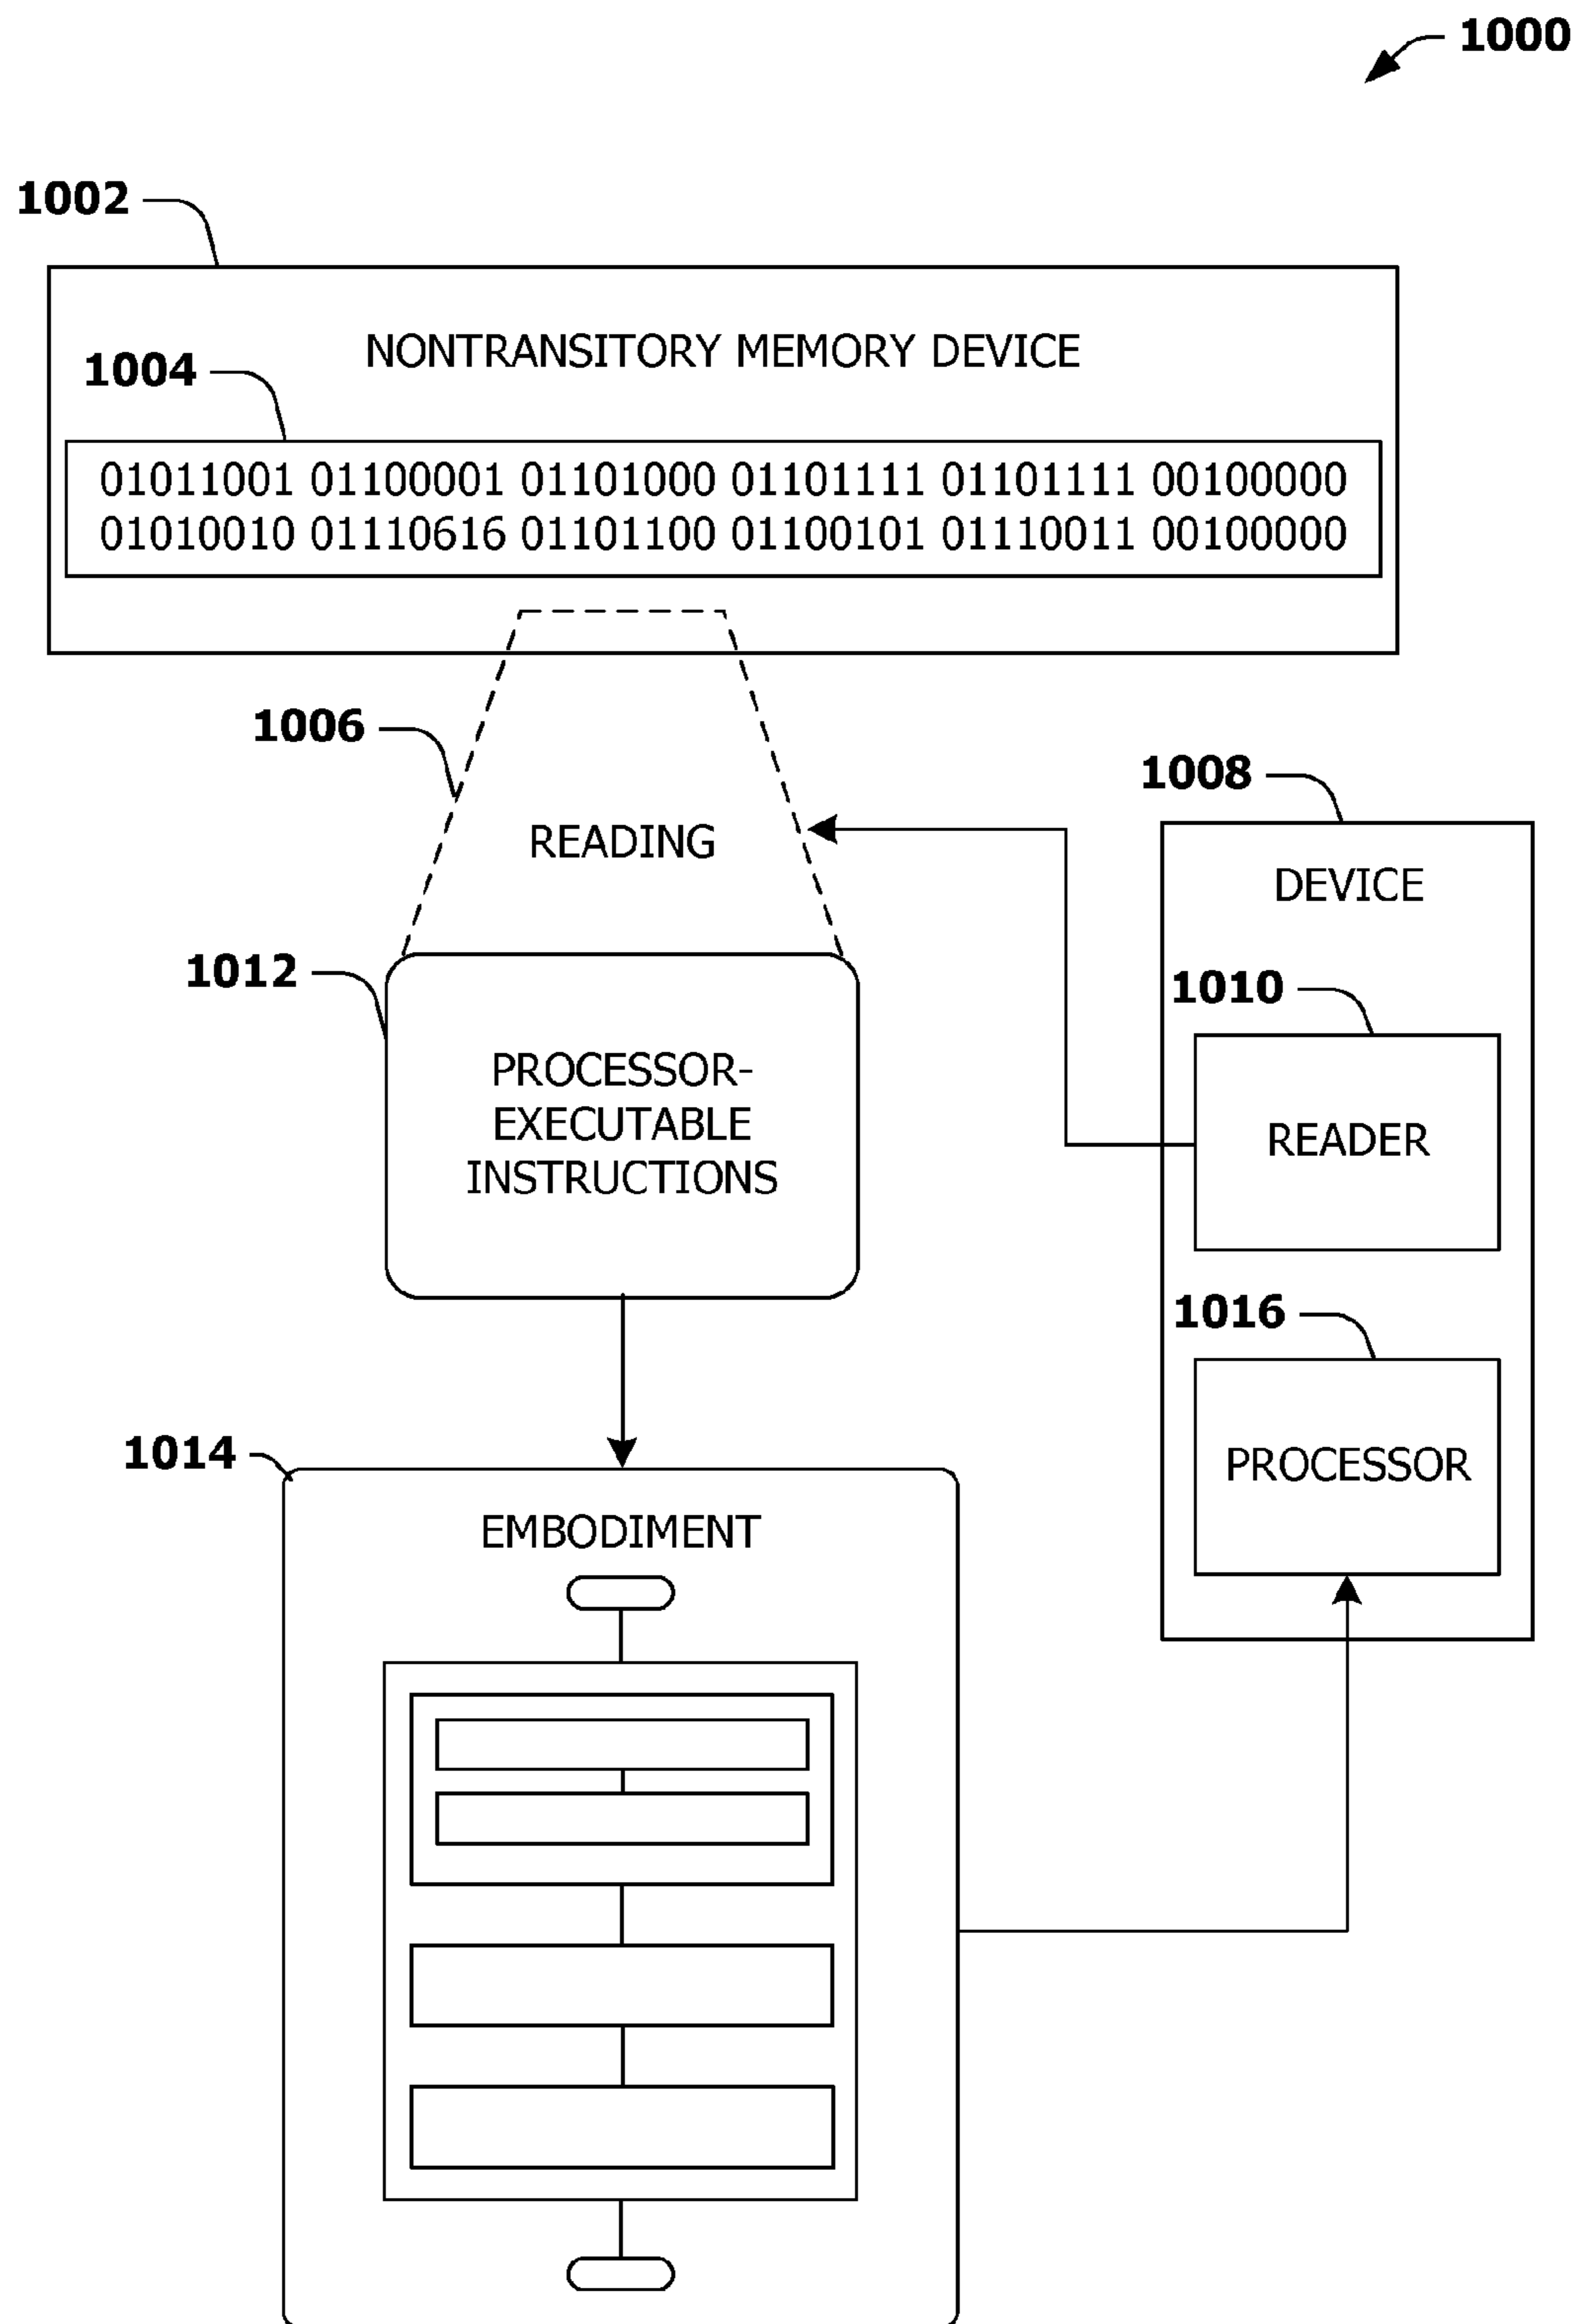 1000
1002
NONTRANSITORY MEMORY DEVICE
1004
01011001 01100001 01101000 01101111 01101111 00100000
01010010 01110616 01101100 01100101 01110011 00100000
1006
READING
1008
DEVICE
1012
PROCESSOR-
EXECUTABLE
INSTRUCTIONS
1010
READER
1016
PROCESSOR
1014
EMBODIMENT